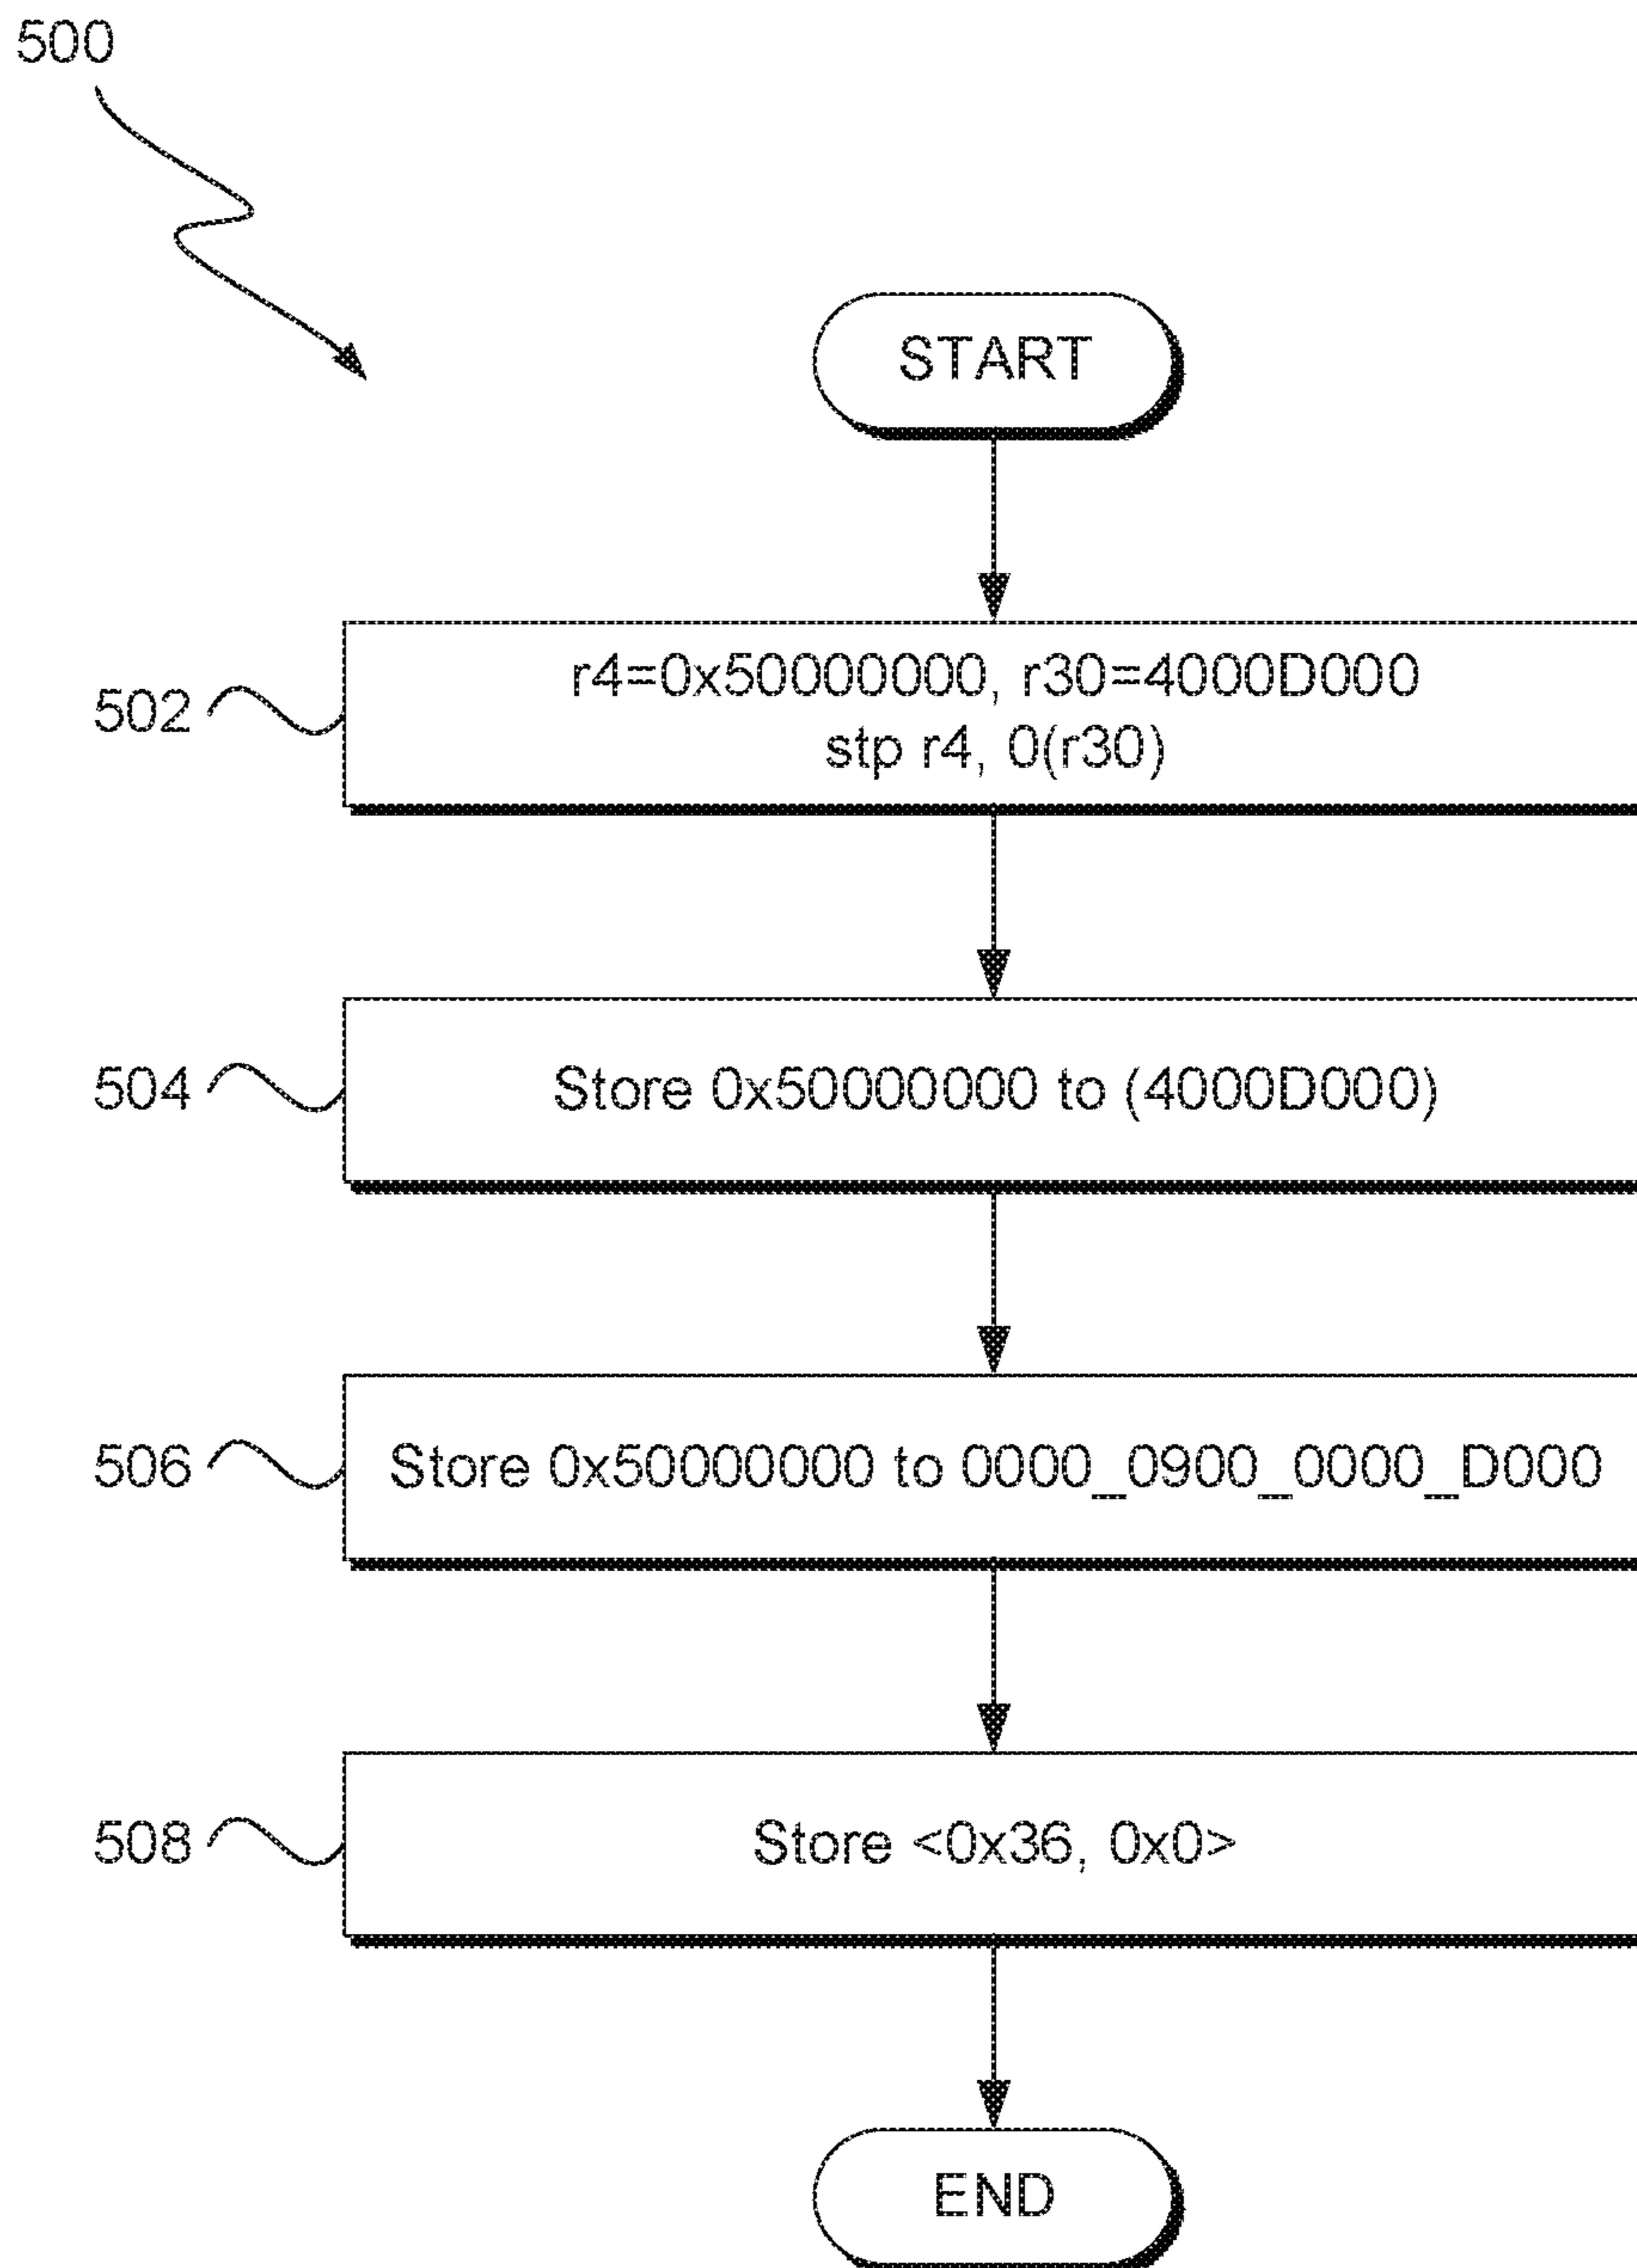 500
START
502
r4=0x50000000, r30=4000D000
stp r4, 0(r30)
504
Store 0x50000000 to (4000D000)
506
Store 0x50000000 to 0000_0900_0000_D000
508
Store <0x36, 0x0>
END